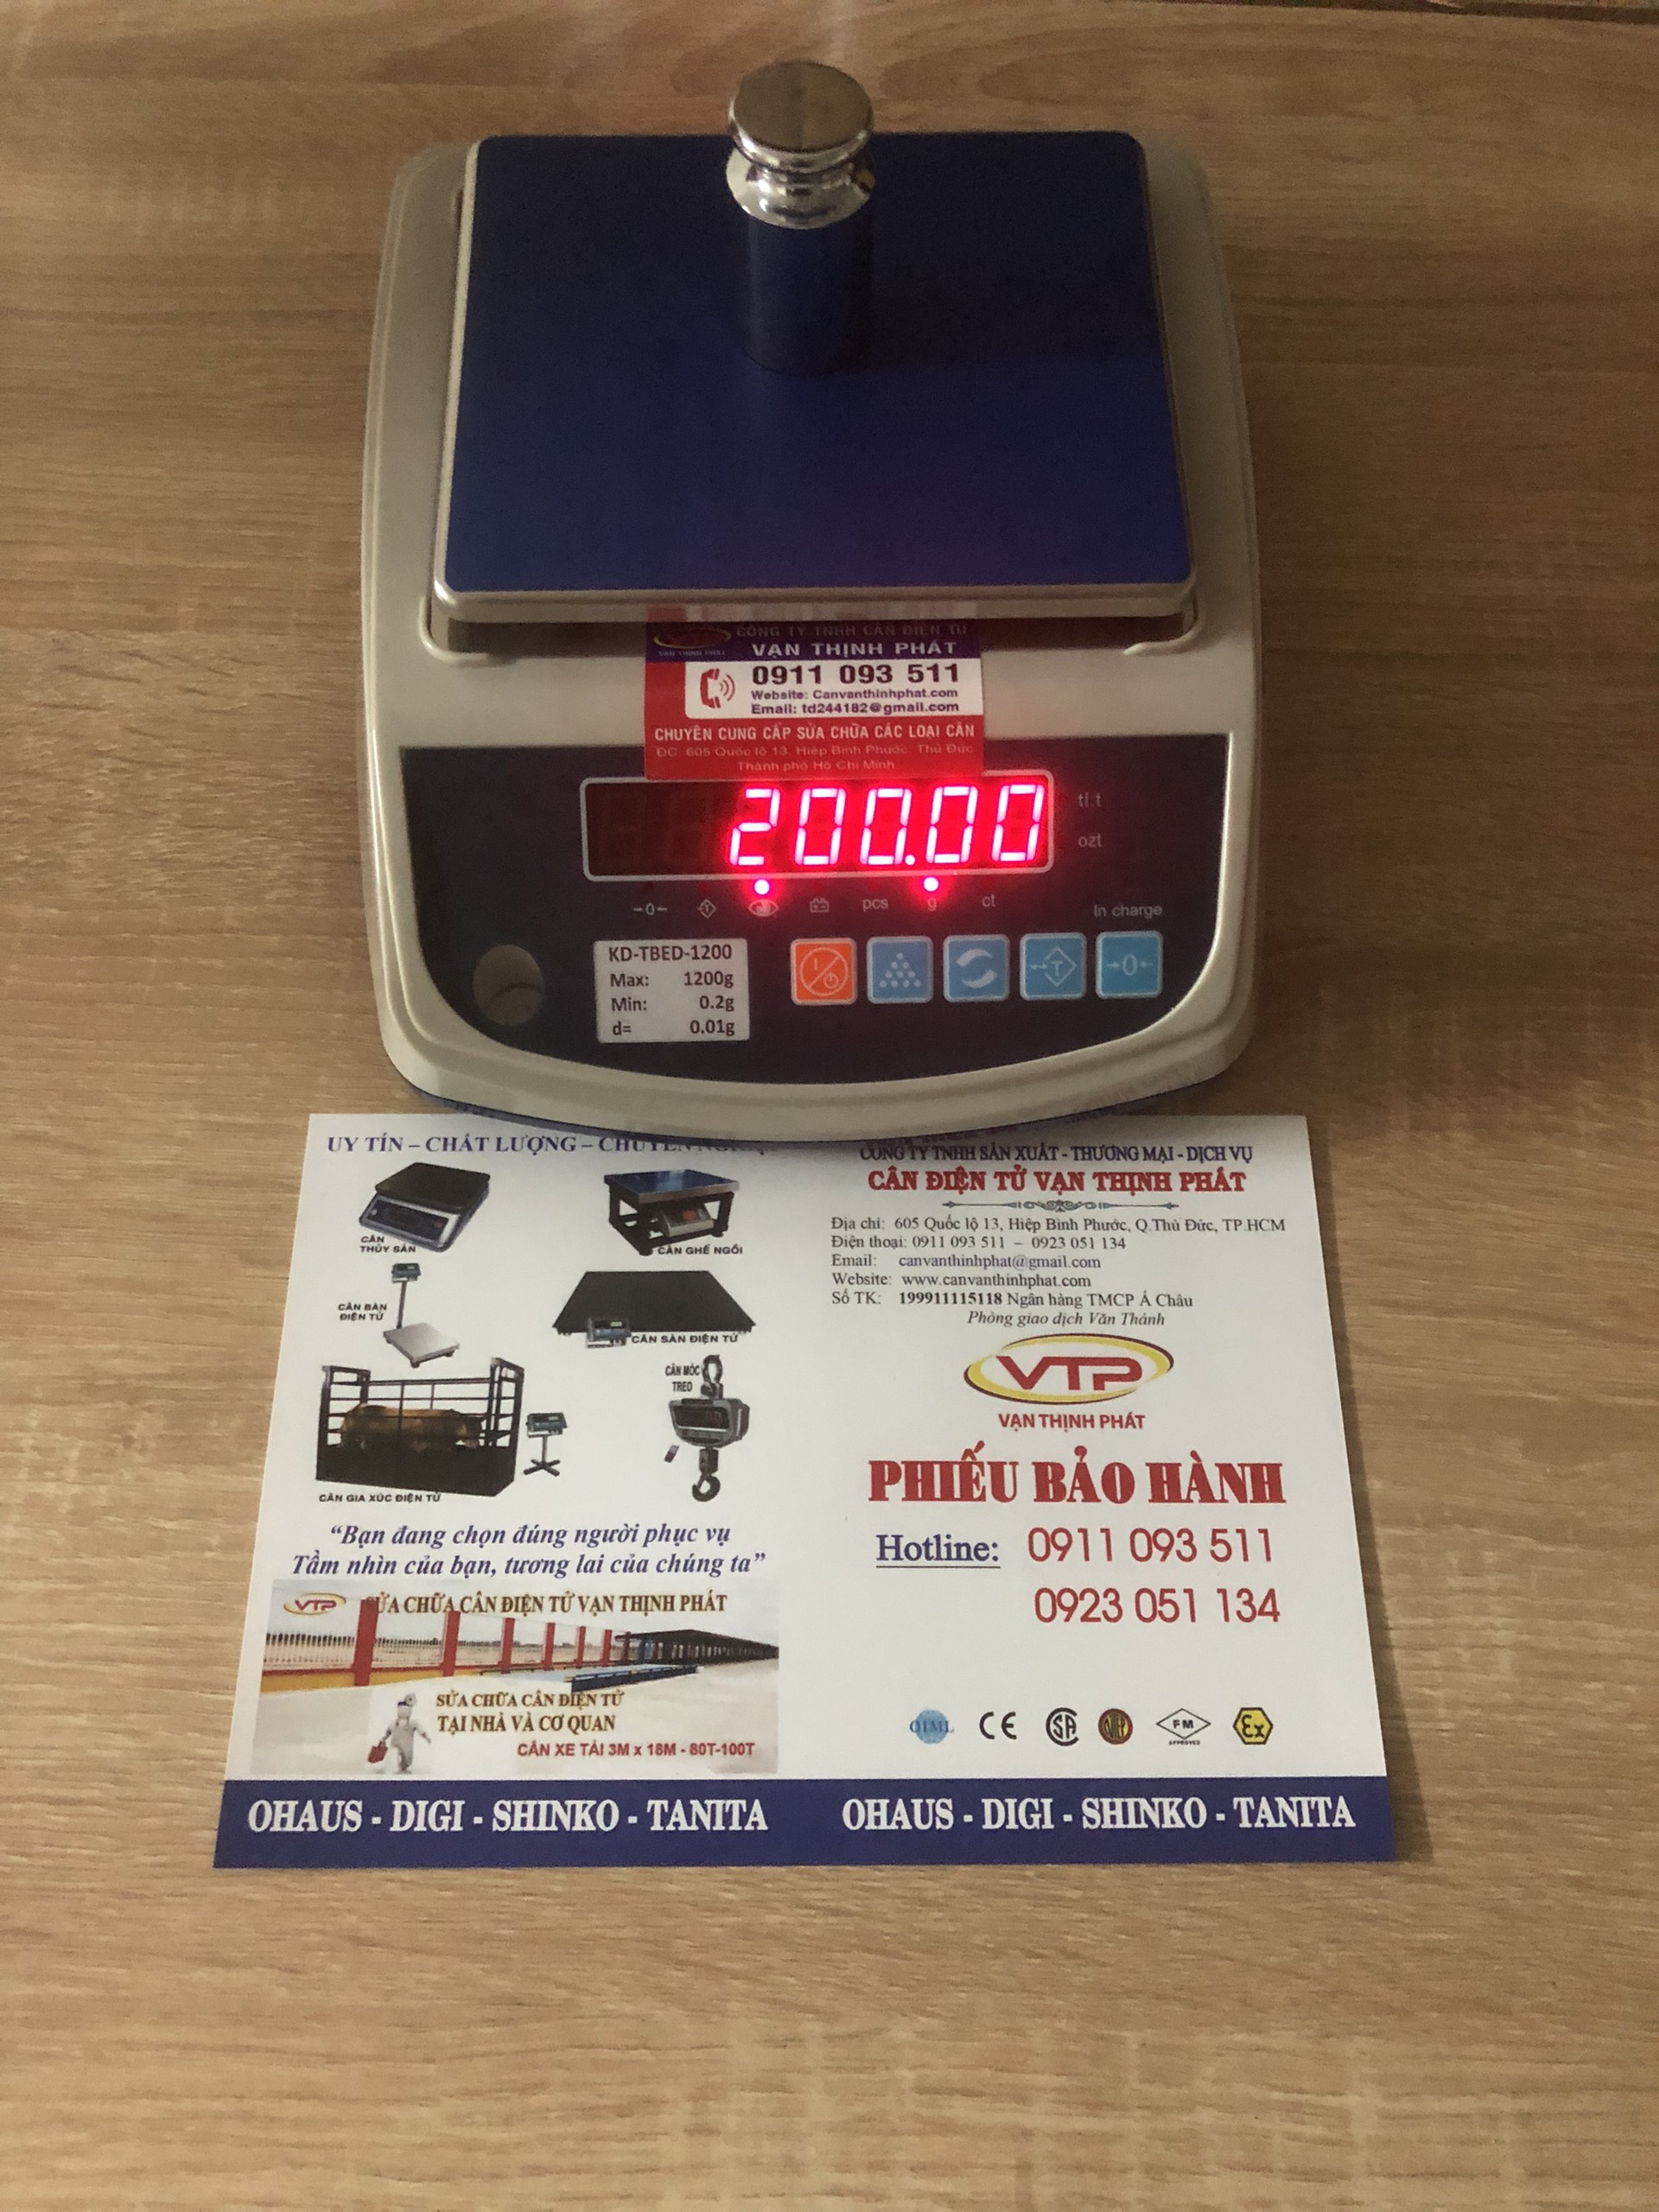 CÔNG TY TNHH CÂN ĐIỆN TỬ
VẠN THỊNH PHÁT
VẠN THỊNH PHÁT
0911 093 511
Website: Canvanthinhphat.com
Email: td244182@gmail.com
CHUYÊN CUNG CẤP SỬA CHỮA CÁC LOẠI CÂN
ĐC: 605 Quốc lộ 13, Hiệp Bình Phước, Thủ Đức
Thành phố Hồ Chí Minh
200.00
tl.t
ozt
→0← T pcs g ct
In charge
KD-TBED-1200
Max: 1200g
Min: 0.2g
d= 0.01g
→T
→0←
UY TÍN – CHẤT LƯỢNG –
CÂN
THỦY SẢN
CÂN GHẾ NGỒI
CÂN BÀN
ĐIỆN TỬ
CÂN SÀN ĐIỆN TỬ
CÂN MÓC
TREO
CÂN GIA XÚC ĐIỆN TỬ
“Bạn đang chọn đúng người phục vụ
Tầm nhìn của bạn, tương lai của chúng ta”
VTP SỬA CHỮA CÂN ĐIỆN TỬ VẠN THỊNH PHÁT
SỬA CHỮA CÂN ĐIỆN TỬ
TẠI NHÀ VÀ CƠ QUAN
CÂN XE TẢI 3M x 18M - 80T-100T
OHAUS - DIGI - SHINKO - TANITA
CÔNG TY TNHH SẢN XUẤT - THƯƠNG MẠI - DỊCH VỤ
CÂN ĐIỆN TỬ VẠN THỊNH PHÁT
Địa chỉ: 605 Quốc lộ 13, Hiệp Bình Phước, Q.Thủ Đức, TP.HCM
Điện thoại: 0911 093 511 – 0923 051 134
Email: canvanthinhphat@gmail.com
Website: www.canvanthinhphat.com
Số TK: 199911115118 Ngân hàng TMCP Á Châu
Phòng giao dịch Văn Thánh
VTP
VẠN THỊNH PHÁT
PHIẾU BẢO HÀNH
Hotline: 0911 093 511
0923 051 134
OIML CE SA FM Ex
APPROVED
OHAUS - DIGI - SHINKO - TANITA